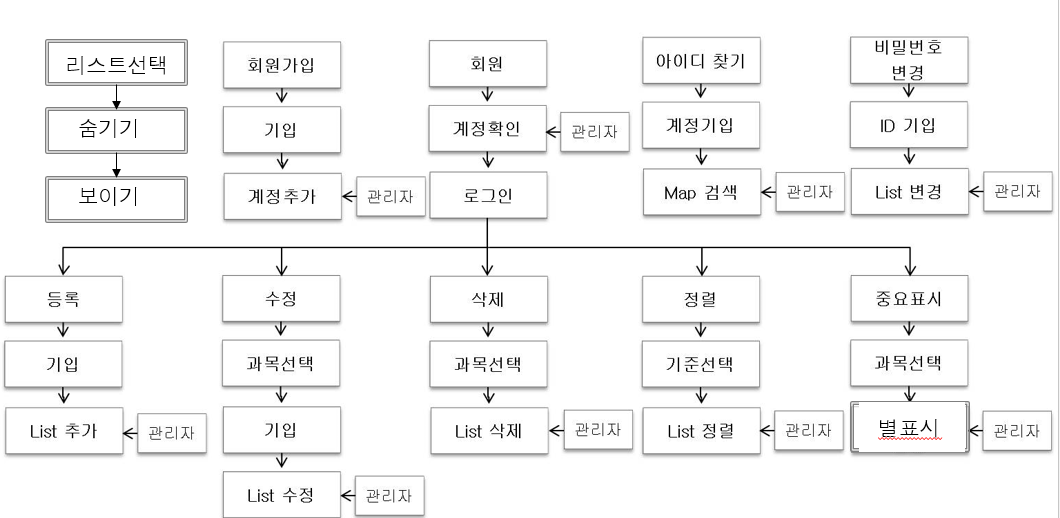 리스트선택
회원가입
회원
아이디 찾기
비밀번호
변경
숨기기
기입
계정확인
관리자
계정기입
ID 기입
보이기
계정추가
관리자
로그인
Map 검색
관리자
List 변경
관리자
등록
수정
삭제
정렬
중요표시
기입
과목선택
과목선택
기준선택
과목선택
List 추가
관리자
기입
List 삭제
관리자
List 정렬
관리자
별표시
관리자
List 수정
관리자